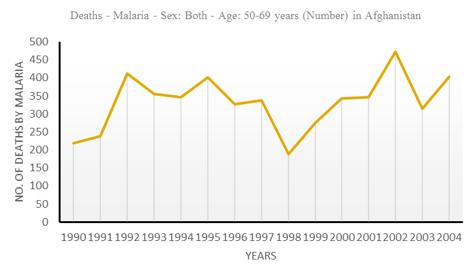 Deaths - Malaria - Sex: Both - Age: 50-69 years (Number) in Afghanistan
NO. OF DEATHS BY MALARIA
500
450
400
350
300
250
200
150
100
50
0
1990 1991 1992 1993 1994 1995 1996 1997 1998 1999 2000 2001 2002 2003 2004
YEARS